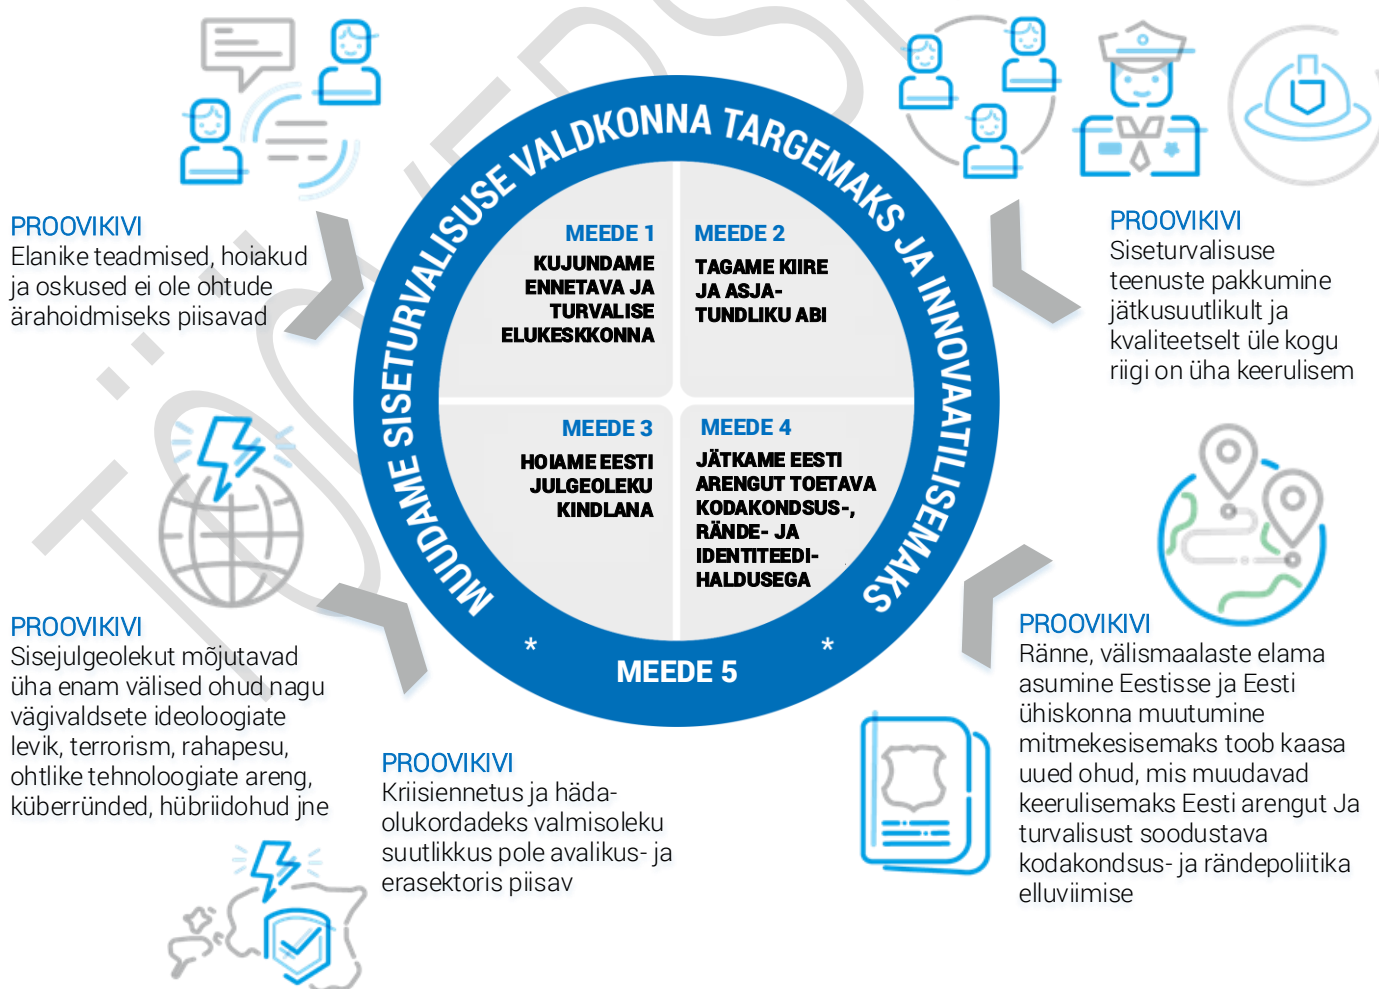 MUUDAME SISETURVALISUSE VALDKONNA TARGEMAKS JA INNOVAATILISEMAKS
PROOVIKIVI
Elanike teadmised, hoiakud
ja oskused ei ole ohtude
ärahoidmiseks piisavad
MEEDE 1
KUJUNDAME
ENNETAVA JA
TURVALISE
ELUKESKKONNA
MEEDE 2
TAGAME KIIRE
JA ASJA-
TUNDLIKU ABI
PROOVIKIVI
Siseturvalisuse
teenuste pakkumine
jätkusuutlikult ja
kvaliteetselt üle kogu
riigi on üha keerulisem
MEEDE 3
HOIAME EESTI
JULGEOLEKU
KINDLANA
MEEDE 4
JÄTKAME EESTI
ARENGUT TOETAVA
KODAKONDSUS-,
RÄNDE- JA
IDENTITEEDI-
HALDUSEGA
* MEEDE 5 *
PROOVIKIVI
Sisejulgeolekut mõjutavad
üha enam välised ohud nagu
vägivaldsete ideoloogiate
levik, terrorism, rahapesu,
ohtlike tehnoloogiate areng,
küberründed, hübriidohud jne
PROOVIKIVI
Kriisiennetus ja häda-
olukordadeks valmisoleku
suutlikkus pole avalikus- ja
erasektoris piisav
PROOVIKIVI
Ränne, välismaalaste elama
asumine Eestisse ja Eesti
ühiskonna muutumine
mitmekesisemaks toob kaasa
uued ohud, mis muudavad
keerulisemaks Eesti arengut Ja
turvalisust soodustava
kodakondsus- ja rändepoliitika
elluviimise